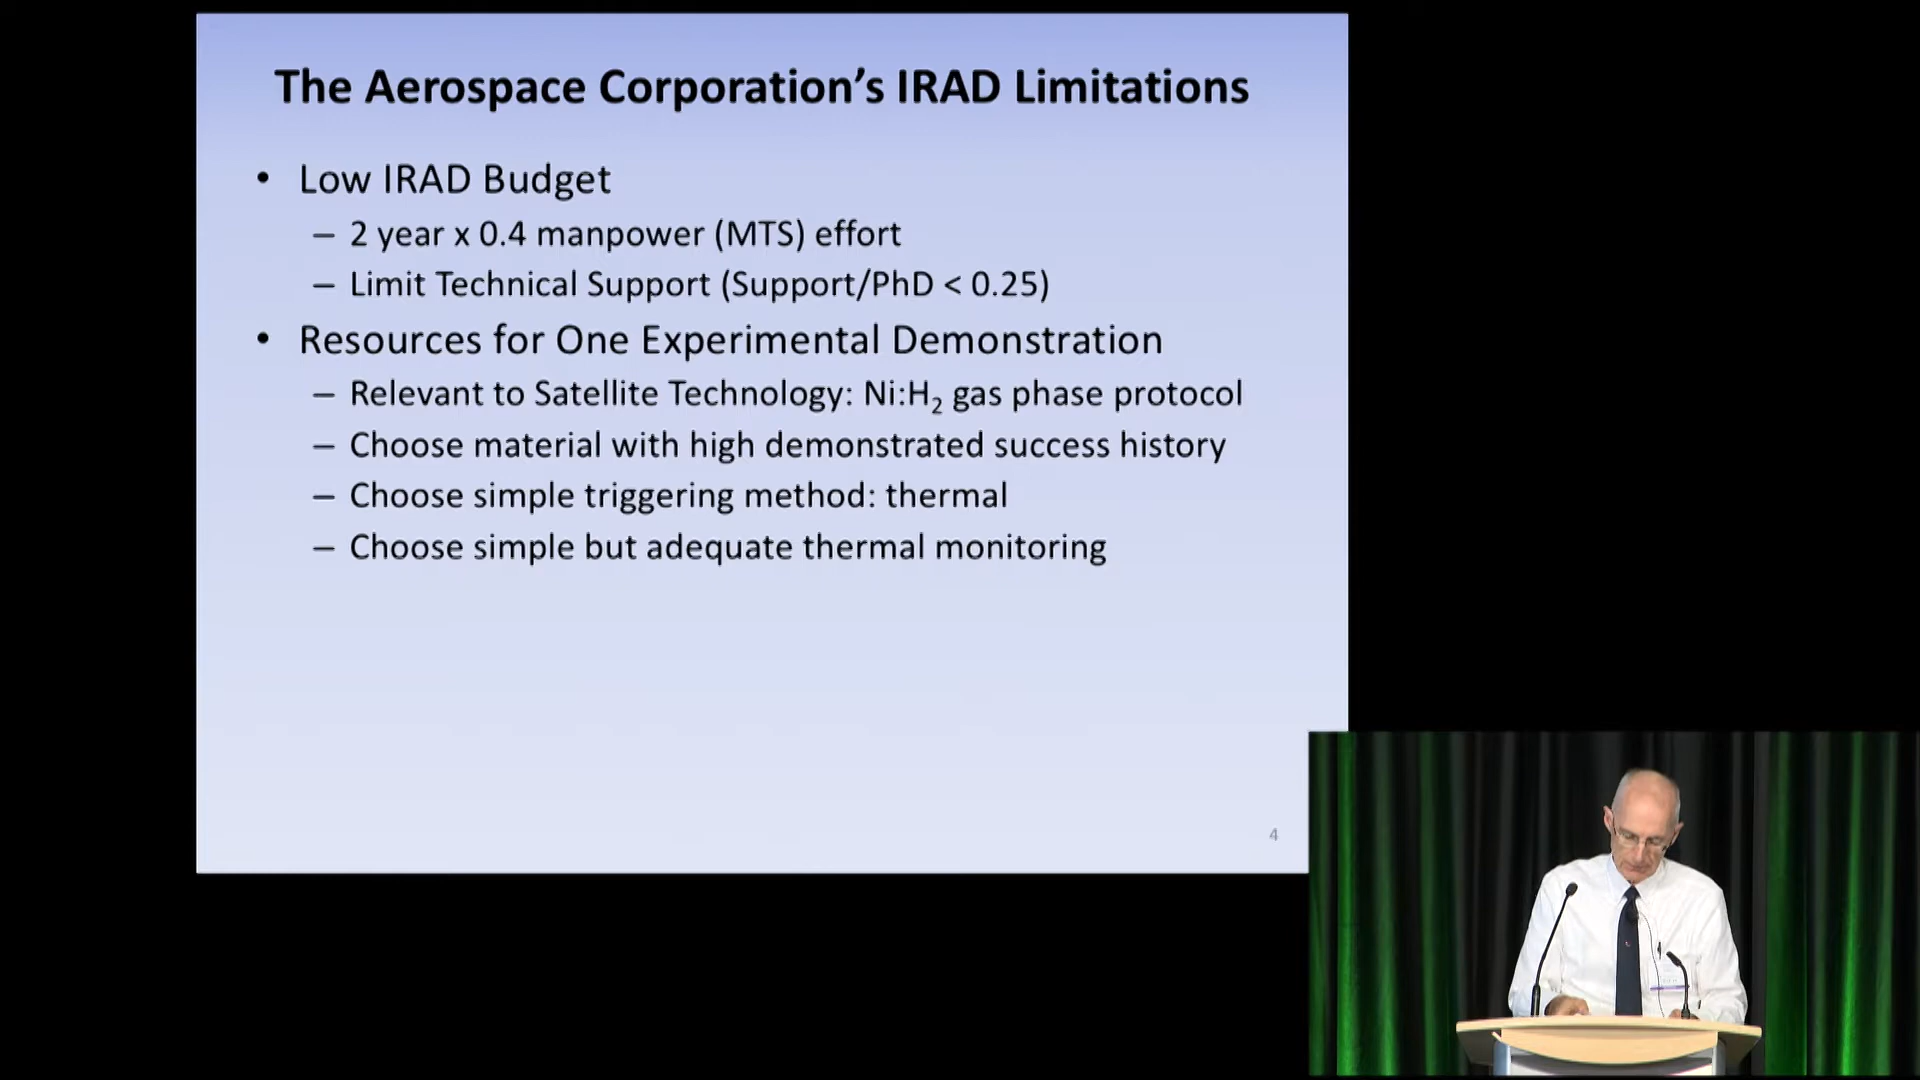 The Aerospace Corporation’s IRAD Limitations
• Low IRAD Budget
– 2 year x 0.4 manpower (MTS) effort
– Limit Technical Support (Support/PhD < 0.25)
• Resources for One Experimental Demonstration
– Relevant to Satellite Technology: Ni:H₂ gas phase protocol
– Choose material with high demonstrated success history
– Choose simple triggering method: thermal
– Choose simple but adequate thermal monitoring
4